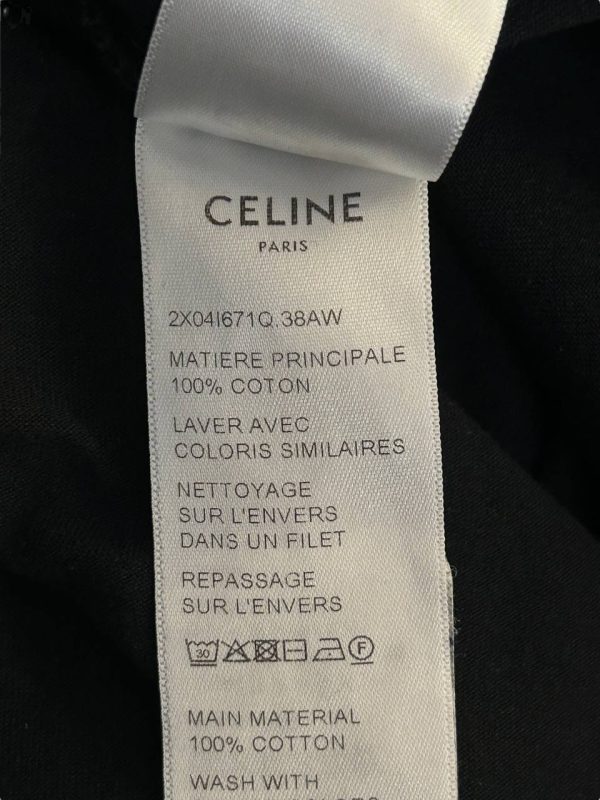 CELINE
PARIS
2X04I671Q.38AW
MATIERE PRINCIPALE
100% COTON
LAVER AVEC
COLORIS SIMILAIRES
NETTOYAGE
SUR L'ENVERS
DANS UN FILET
REPASSAGE
SUR L'ENVERS
30 F
MAIN MATERIAL
100% COTTON
WASH WITH